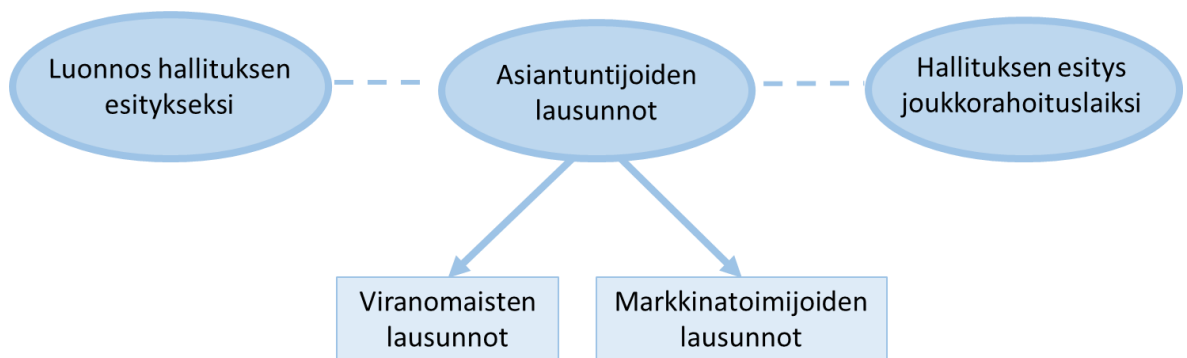 Luonnos hallituksen
esitykseksi
Asiantuntijoiden
lausunnot
Hallituksen esitys
joukkorahoituslaiksi
Viranomaisten
lausunnot
Markkinatoimijoiden
lausunnot